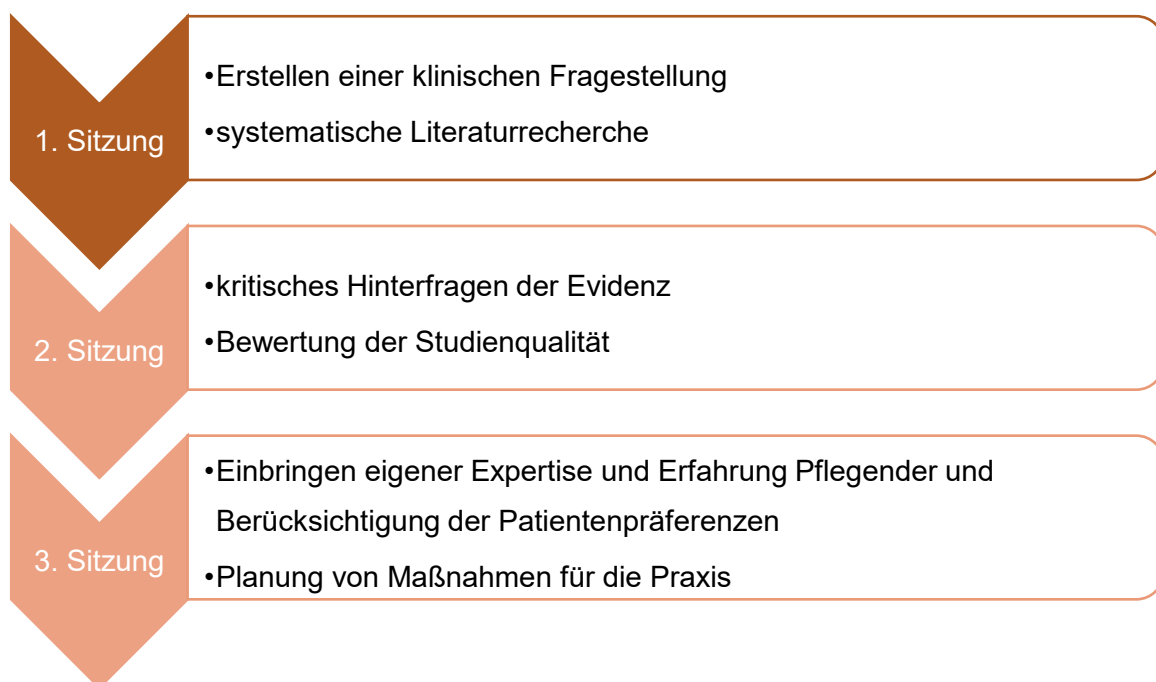 1. Sitzung
•Erstellen einer klinischen Fragestellung
•systematische Literaturrecherche
2. Sitzung
•kritisches Hinterfragen der Evidenz
•Bewertung der Studienqualität
3. Sitzung
•Einbringen eigener Expertise und Erfahrung Pflegender und
Berücksichtigung der Patientenpräferenzen
•Planung von Maßnahmen für die Praxis